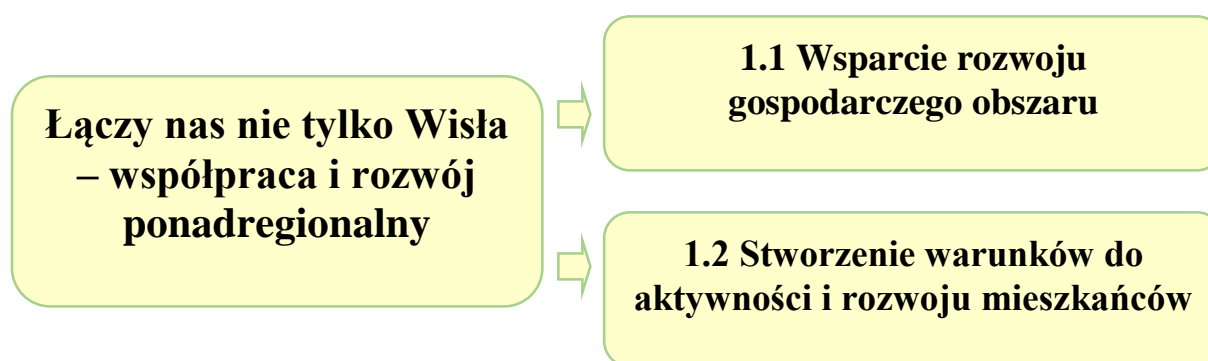 Łączy nas nie tylko Wisła
– współpraca i rozwój
ponadregionalny
1.1 Wsparcie rozwoju
gospodarczego obszaru
1.2 Stworzenie warunków do
aktywności i rozwoju mieszkańców